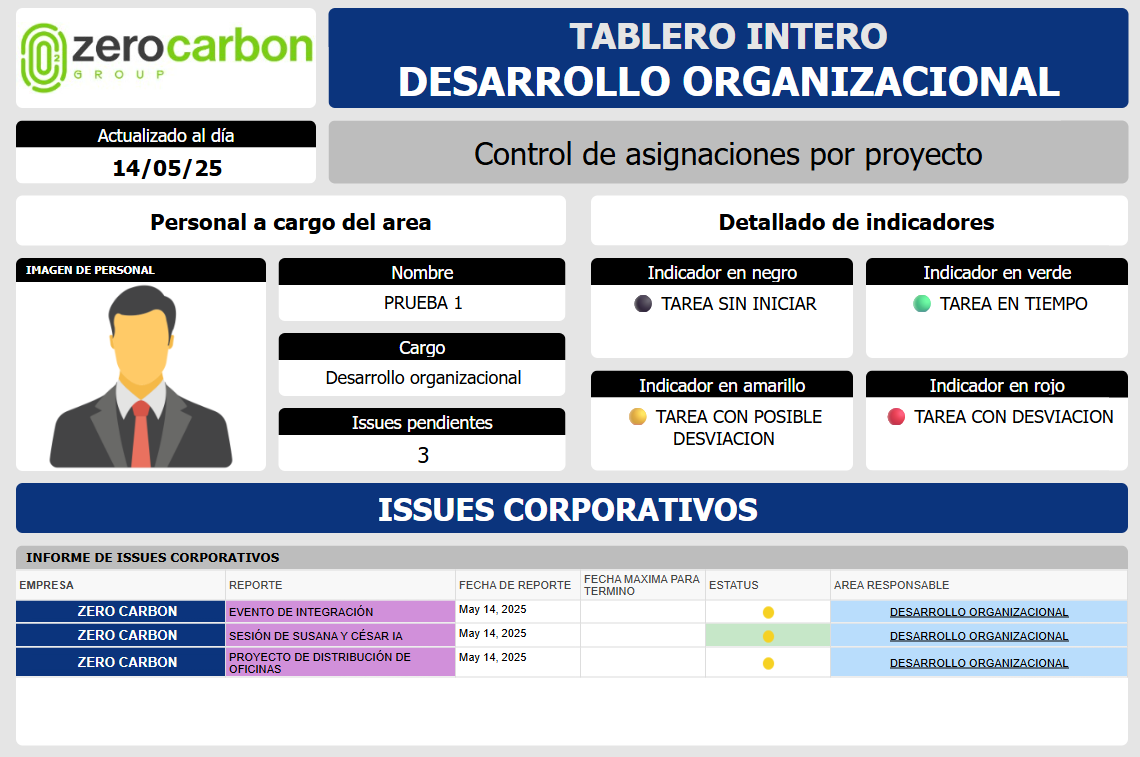 zerocarbon
GROUP
TABLERO INTERO
DESARROLLO ORGANIZACIONAL
Actualizado al día
14/05/25
Control de asignaciones por proyecto
Personal a cargo del area
Detallado de indicadores
IMAGEN DE PERSONAL
Nombre
PRUEBA 1
Cargo
Desarrollo organizacional
Issues pendientes
3
Indicador en negro
TAREA SIN INICIAR
Indicador en verde
TAREA EN TIEMPO
Indicador en amarillo
TAREA CON POSIBLE
DESVIACION
Indicador en rojo
TAREA CON DESVIACION
ISSUES CORPORATIVOS
INFORME DE ISSUES CORPORATIVOS
EMPRESA REPORTE FECHA DE REPORTE FECHA MAXIMA PARA
TERMINO ESTATUS AREA RESPONSABLE
ZERO CARBON EVENTO DE INTEGRACIÓN May 14, 2025 DESARROLLO ORGANIZACIONAL
ZERO CARBON SESIÓN DE SUSANA Y CÉSAR IA May 14, 2025 DESARROLLO ORGANIZACIONAL
ZERO CARBON PROYECTO DE DISTRIBUCIÓN DE
OFICINAS May 14, 2025 DESARROLLO ORGANIZACIONAL